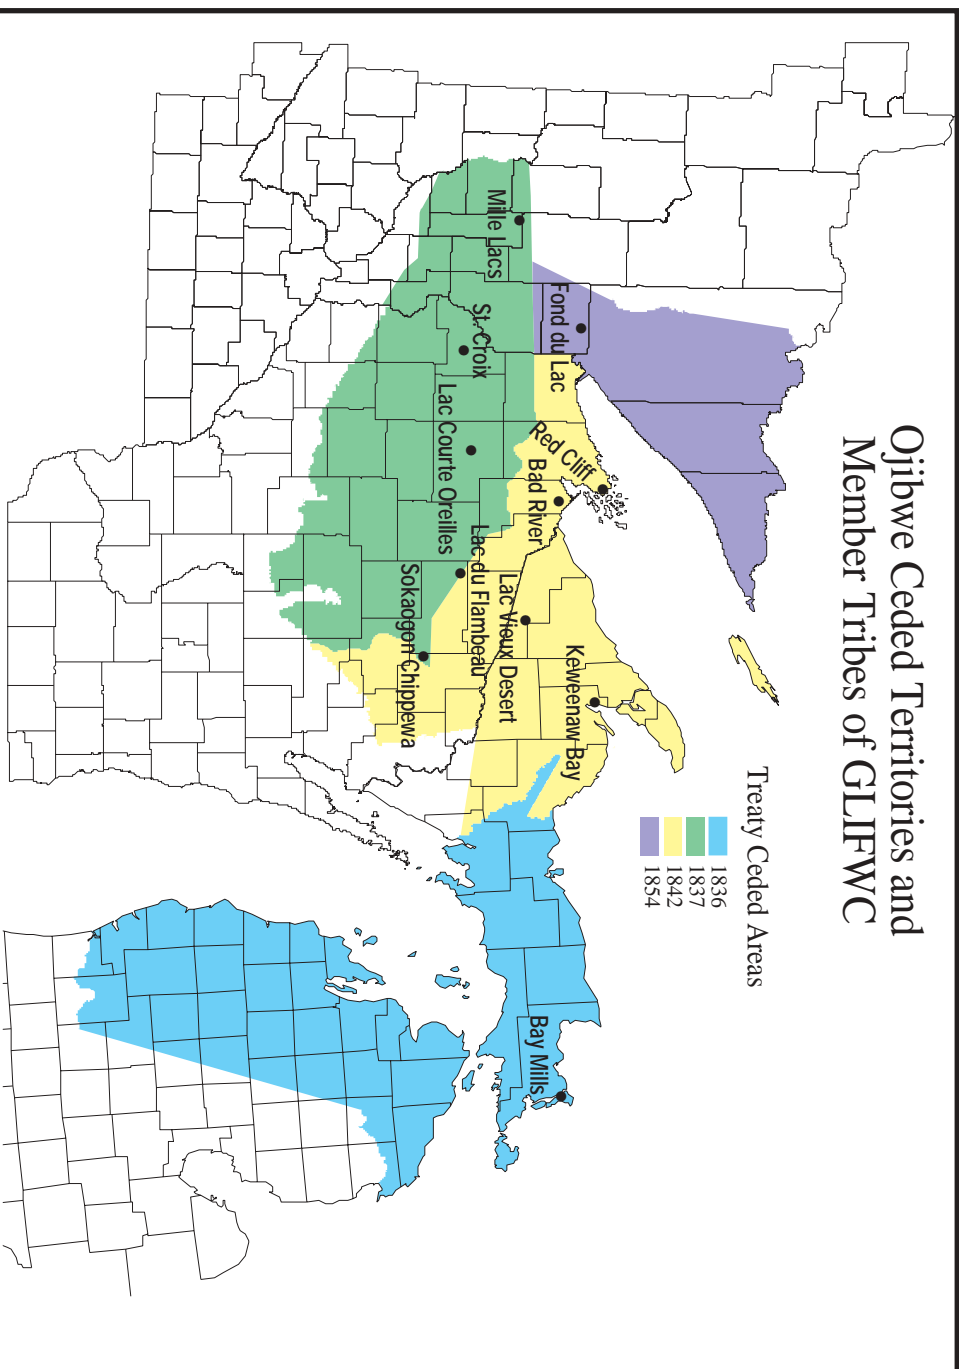 Ojibwe Ceded Territories and
Member Tribes of GLIFWC
Treaty Ceded Areas
1836
1837
1842
1854
Red Cliff
Keweenaw Bay
Fond du Lac
Bad River
Bay Mills
Lac Vieux Desert
Mille Lacs
St. Croix
Lac du Flambeau
Lac Courte Oreilles
Sokaogon Chippewa